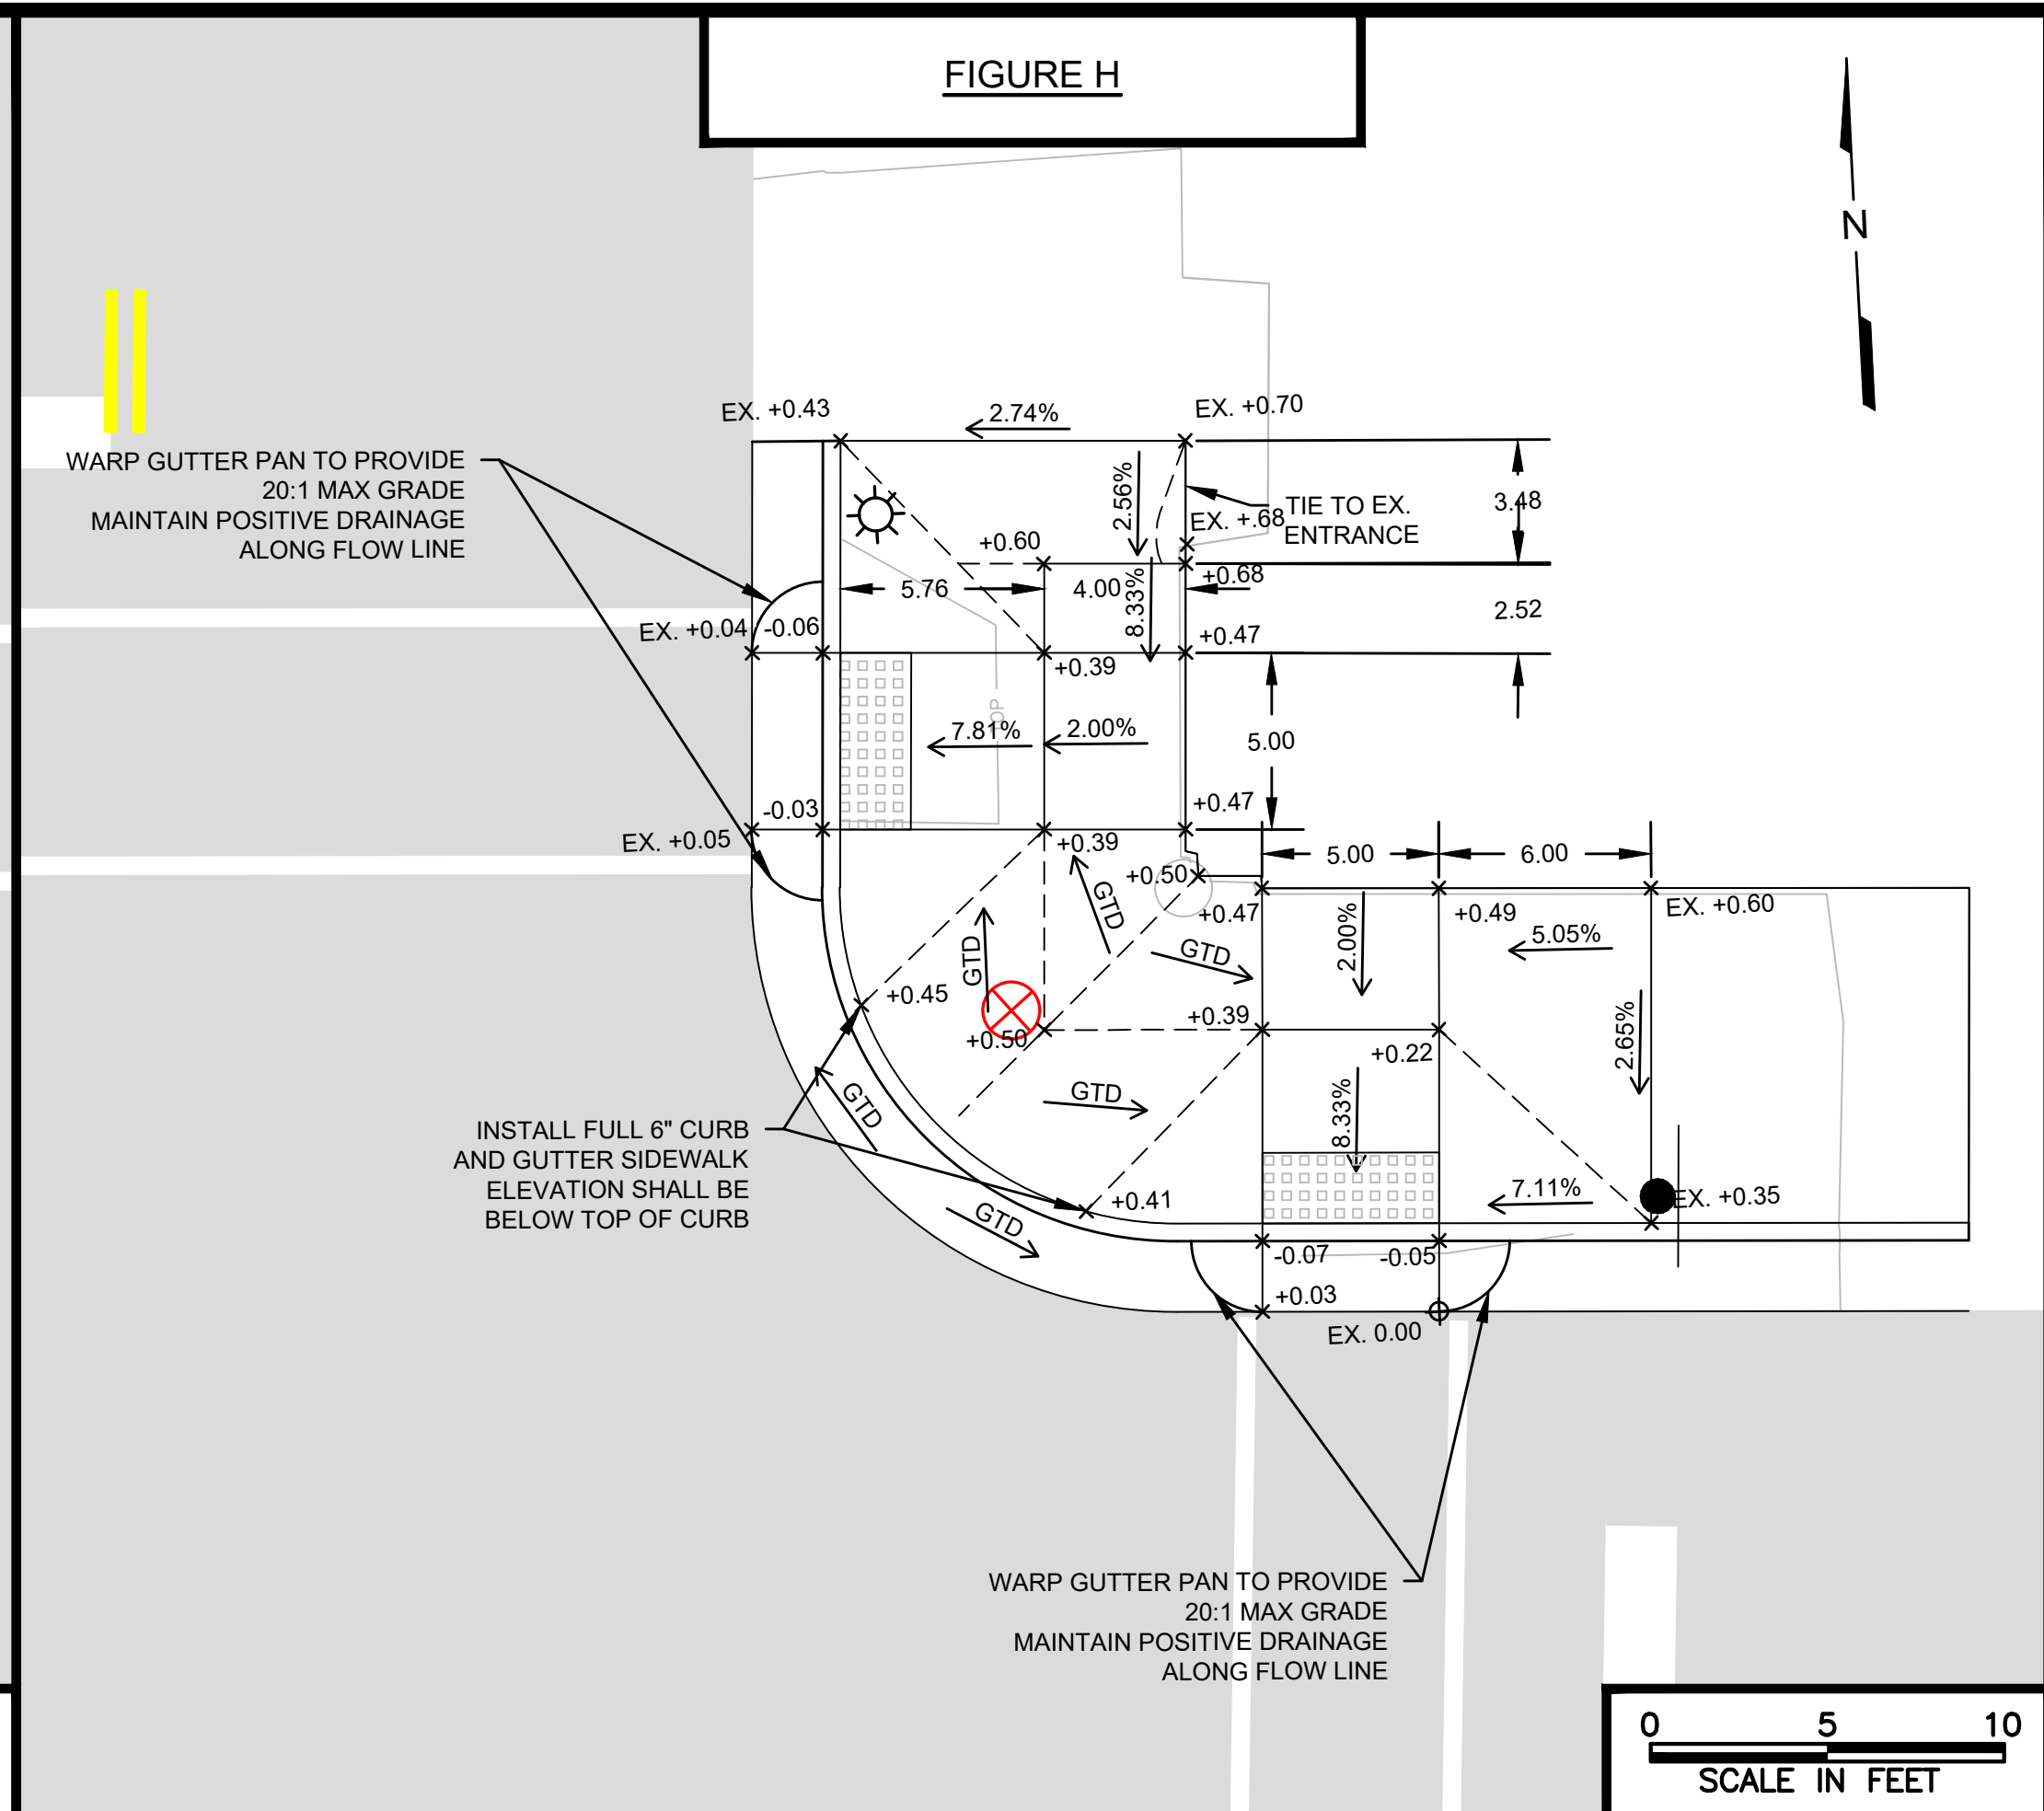 FIGURE H
N
EX. +0.43
2.74%
EX. +0.70
WARP GUTTER PAN TO PROVIDE
20:1 MAX GRADE
MAINTAIN POSITIVE DRAINAGE
ALONG FLOW LINE
2.56%
TIE TO EX.
ENTRANCE
3.48
EX. +.68
+0.60
+0.68
5.76
4.00
8.33%
2.52
EX. +0.04
-0.06
+0.47
+0.39
TOP
7.81%
2.00%
5.00
-0.03
+0.47
EX. +0.05
+0.39
5.00
6.00
+0.50
GTD
+0.47
2.00%
+0.49
EX. +0.60
GTD
GTD
5.05%
+0.45
+0.39
+0.50
+0.22
2.65%
GTD
GTD
8.33%
INSTALL FULL 6" CURB
AND GUTTER SIDEWALK
ELEVATION SHALL BE
BELOW TOP OF CURB
+0.41
7.11%
EX. +0.35
GTD
-0.07
-0.05
+0.03
EX. 0.00
WARP GUTTER PAN TO PROVIDE
20:1 MAX GRADE
MAINTAIN POSITIVE DRAINAGE
ALONG FLOW LINE
0 5 10
SCALE IN FEET